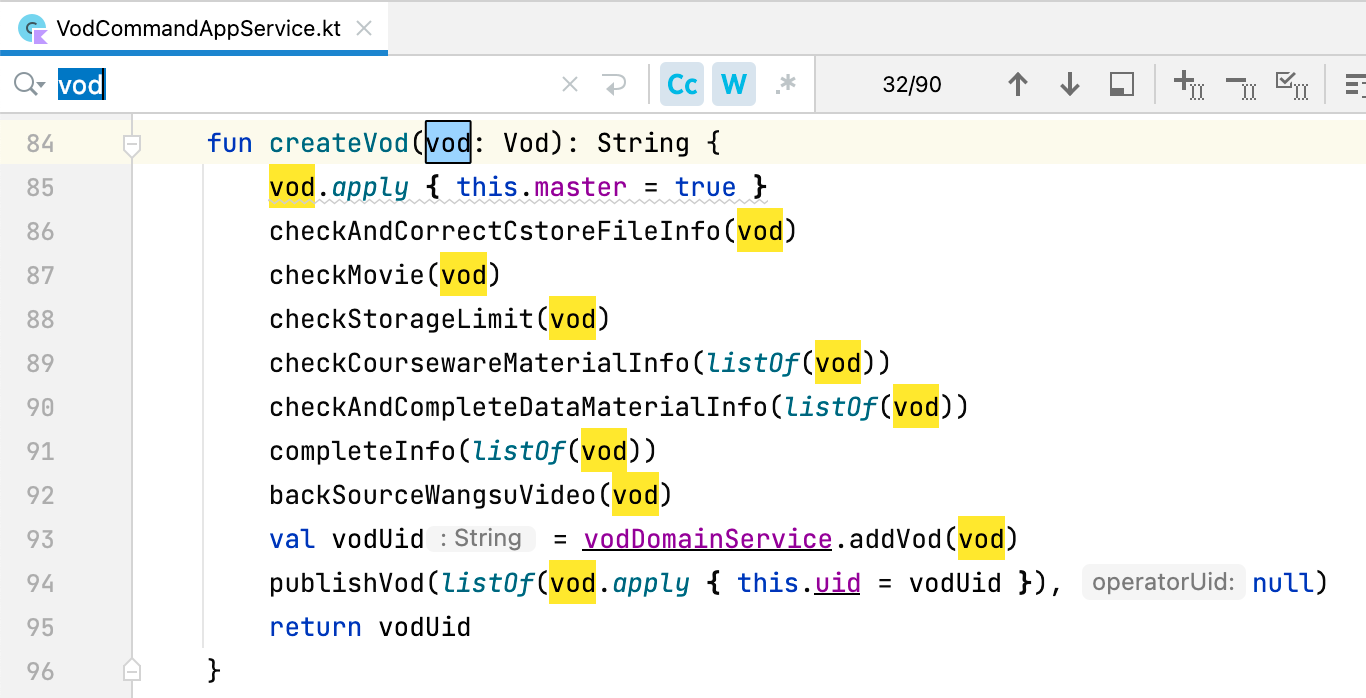 VodCommandAppService.kt
vod Cc W .* 32/90
84 fun createVod(vod: Vod): String {
85 vod.apply { this.master = true }
86 checkAndCorrectCstoreFileInfo(vod)
87 checkMovie(vod)
88 checkStorageLimit(vod)
89 checkCoursewareMaterialInfo(listOf(vod))
90 checkAndCompleteDataMaterialInfo(listOf(vod))
91 completeInfo(listOf(vod))
92 backSourceWangsuVideo(vod)
93 val vodUid : String = vodDomainService.addVod(vod)
94 publishVod(listOf(vod.apply { this.uid = vodUid }), operatorUid: null)
95 return vodUid
96 }